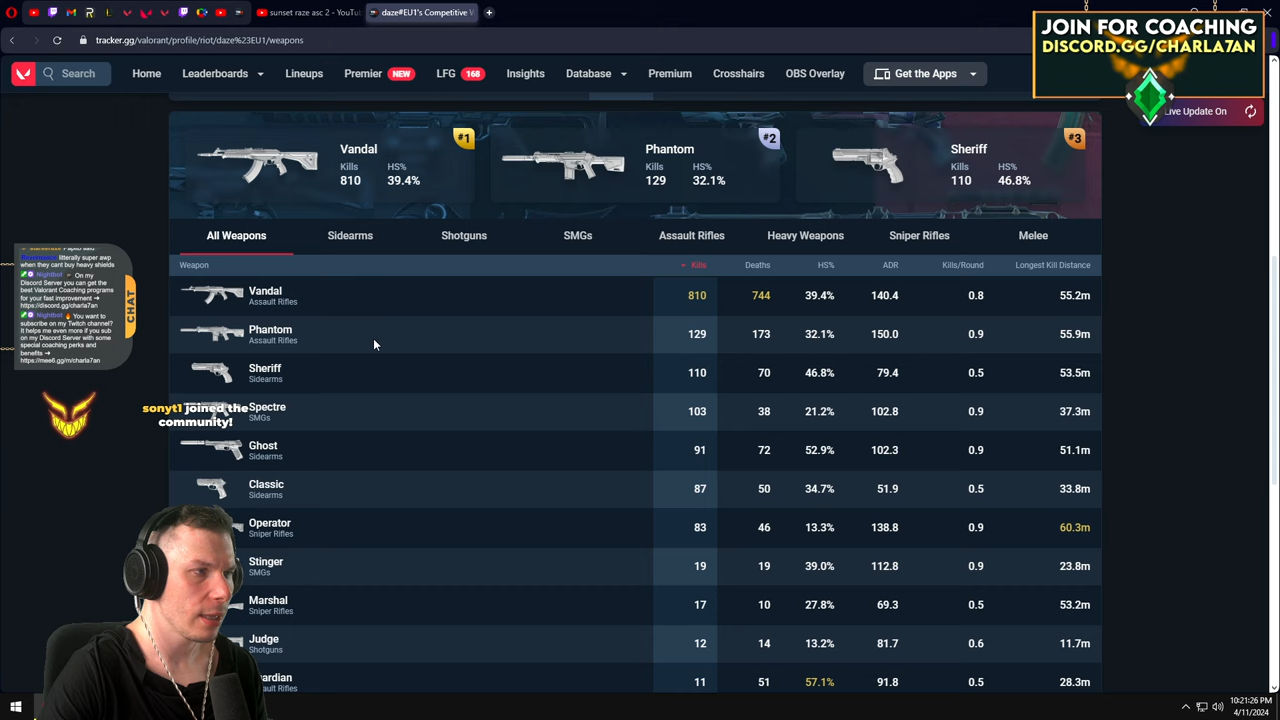 sunset raze asc 2 - YouTu
daze#EU1's Competitive
tracker.gg/valorant/profile/riot/daze%23EU1/weapons
JOIN FOR COACHING
DISCORD.GG/CHARLA7AN
Search
Home
Leaderboards
Lineups
Premier NEW
LFG 168
Insights
Database
Premium
Crosshairs
OBS Overlay
Get the Apps
Live Update On
Vandal
Kills HS%
810 39.4%
#1
Phantom
Kills HS%
129 32.1%
#2
Sheriff
Kills HS%
110 46.8%
#3
All Weapons Sidearms Shotguns SMGs Assault Rifles Heavy Weapons Sniper Rifles Melee
Weapon Kills Deaths HS% ADR Kills/Round Longest Kill Distance
Vandal
Assault Rifles
810 744 39.4% 140.4 0.8 55.2m
Phantom
Assault Rifles
129 173 32.1% 150.0 0.9 55.9m
Sheriff
Sidearms
110 70 46.8% 79.4 0.5 53.5m
Spectre
SMGs
103 38 21.2% 102.8 0.9 37.3m
Ghost
Sidearms
91 72 52.9% 102.3 0.9 51.1m
Classic
Sidearms
87 50 34.7% 51.9 0.5 33.8m
Operator
Sniper Rifles
83 46 13.3% 138.8 0.9 60.3m
Stinger
SMGs
19 19 39.0% 112.8 0.9 23.8m
Marshal
Sniper Rifles
17 10 27.8% 69.3 0.5 53.2m
Judge
Shotguns
12 14 13.2% 81.7 0.6 11.7m
ardian
ault Rifles
11 51 57.1% 91.8 0.5 28.3m
litterally super awp
when they cant buy heavy shields
Nightbot On my
Discord Server you can get the
best Valorant Coaching programs
for your fast improvement
https://discord.gg/charla7an
Nightbot You want to
subscribe on my Twitch channel?
It helps me even more if you sub
on my Discord Server with some
special coaching perks and
benefits
https://mee6.gg/m/charla7an
CHAT
sonyt1 joined the
community!
10:21:26 PM
4/11/2024